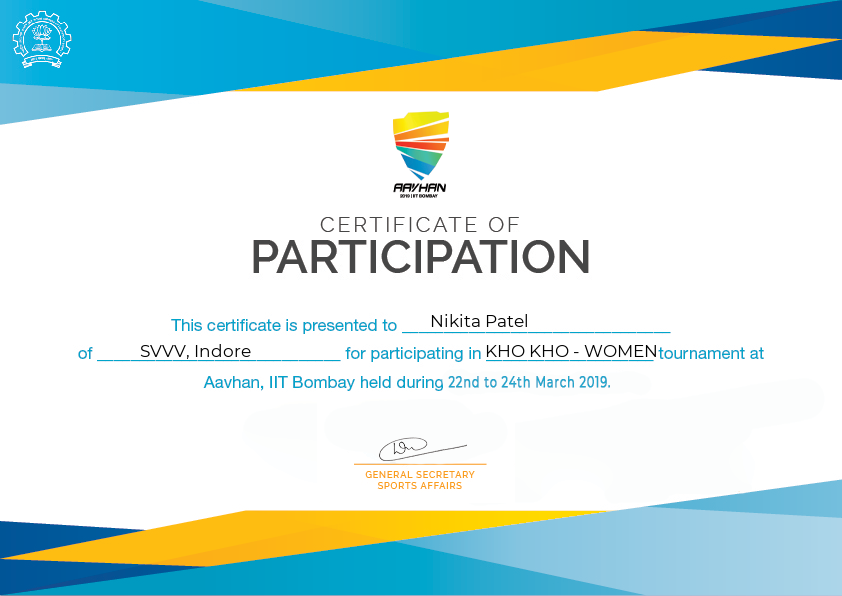 AAVHAN
2019 | IIT BOMBAY
CERTIFICATE OF
PARTICIPATION
This certificate is presented to Nikita Patel
of SVVV, Indore for participating in KHO KHO - WOMEN tournament at
Aavhan, IIT Bombay held during 22nd to 24th March 2019.
GENERAL SECRETARY
SPORTS AFFAIRS